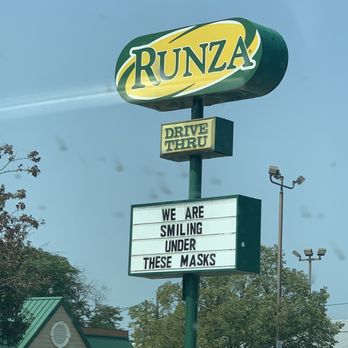 RUNZA
DRIVE
THRU
WE ARE
SMILING
UNDER
THESE MASKS